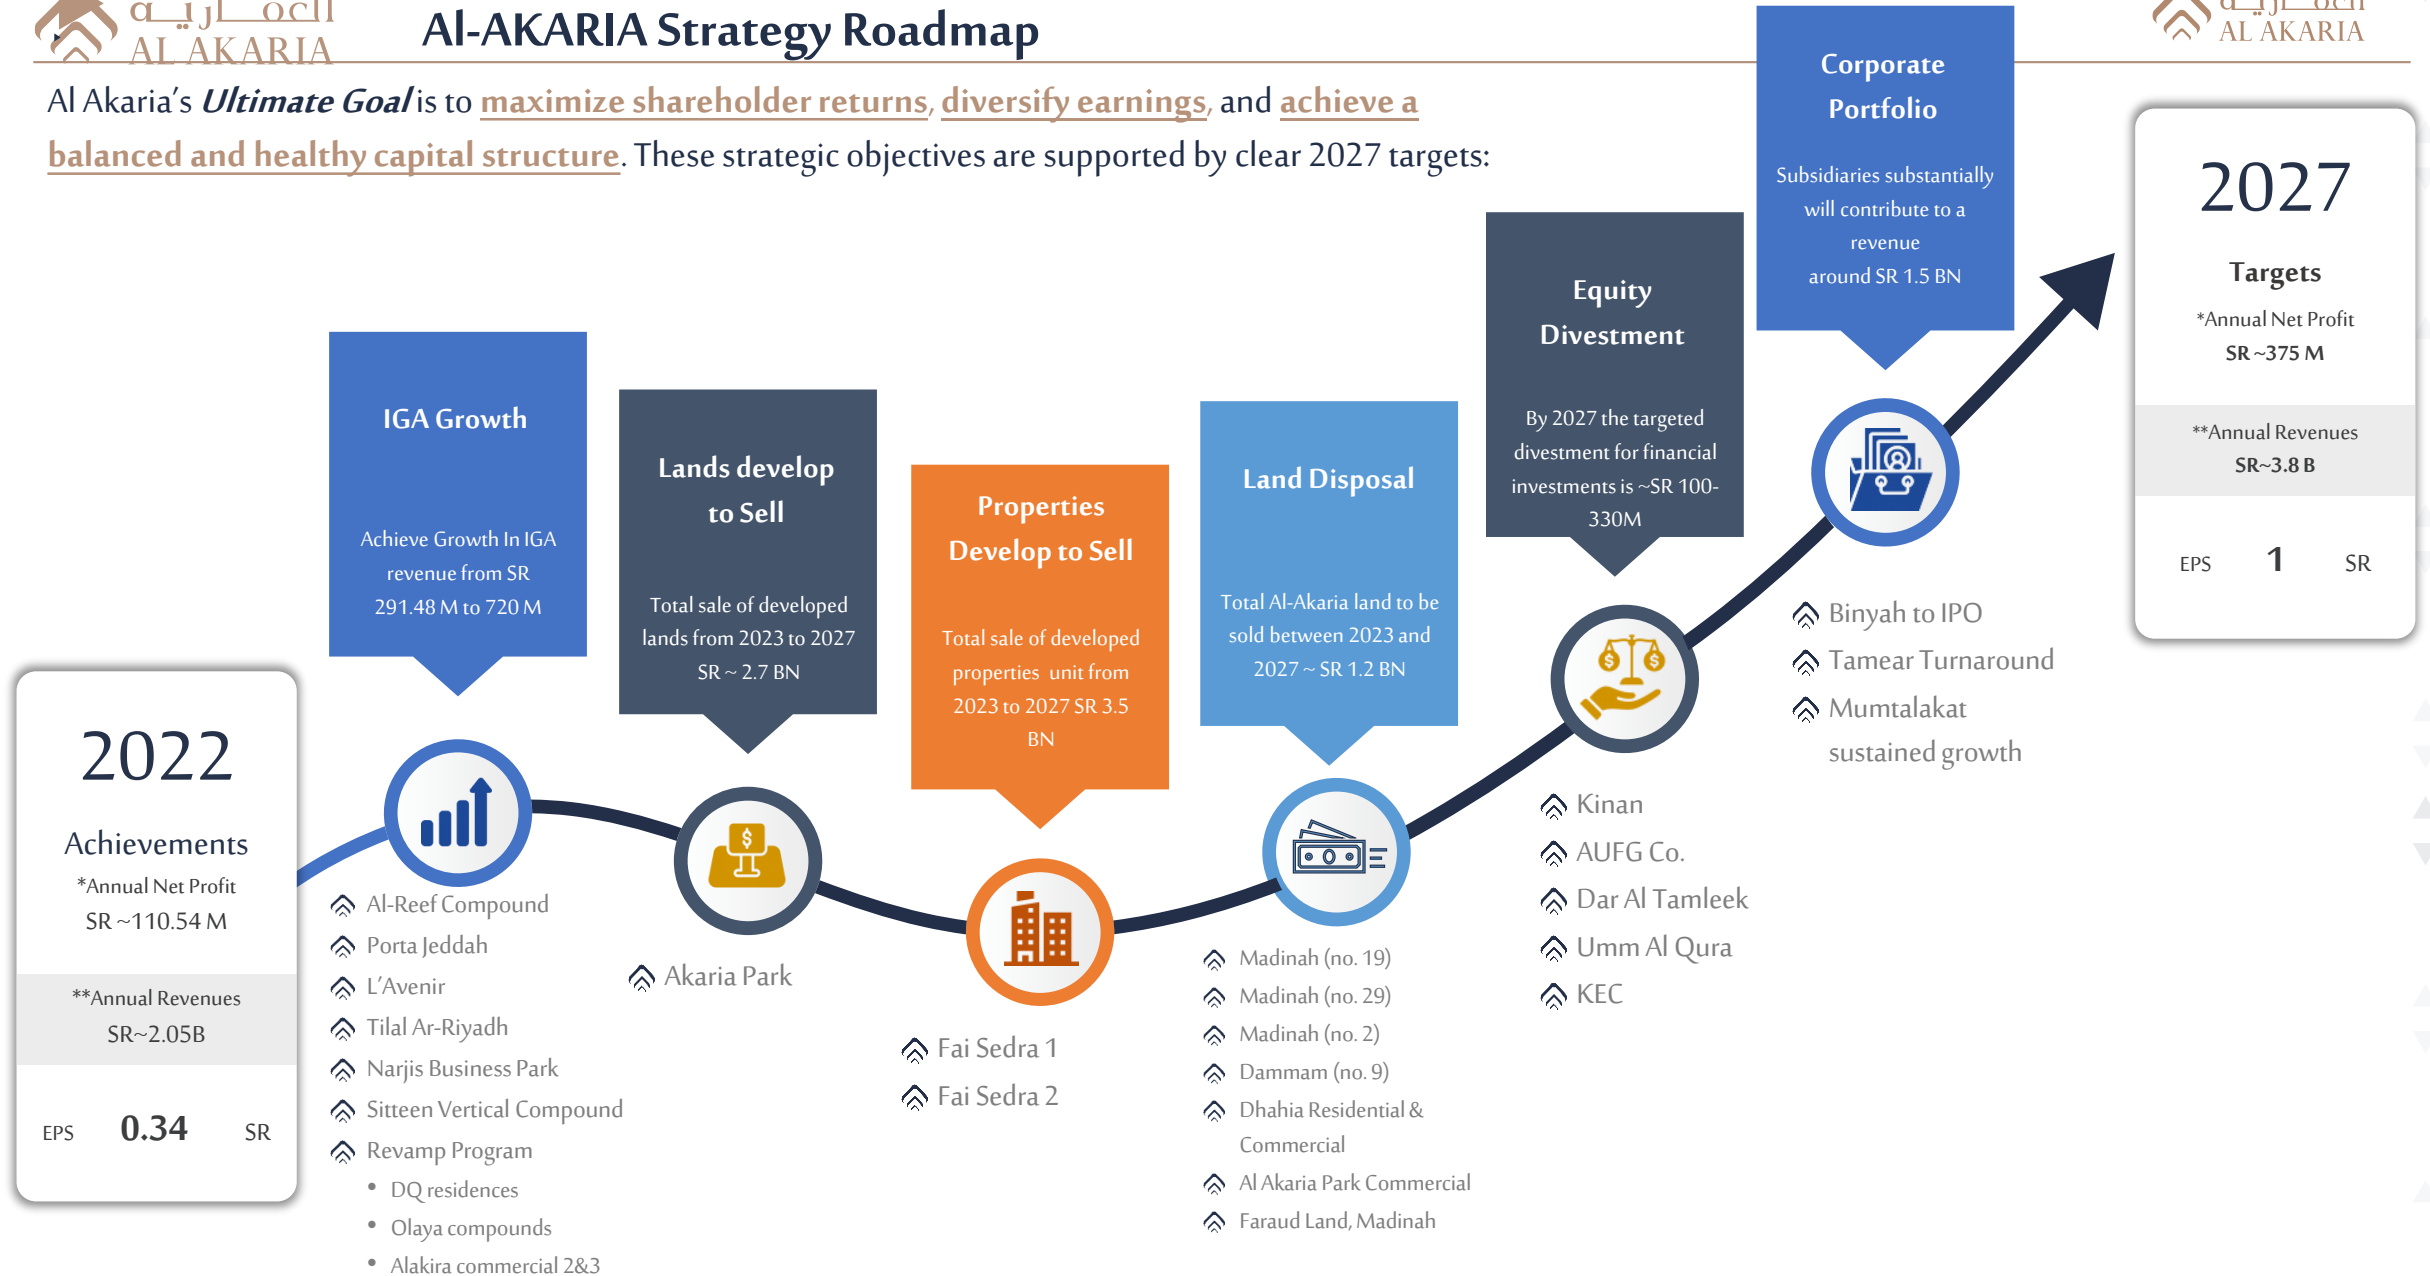 العقارية
AL AKARIA
Al-AKARIA Strategy Roadmap
العقارية
AL AKARIA
Al Akaria's Ultimate Goal is to maximize shareholder returns, diversify earnings, and achieve a
balanced and healthy capital structure. These strategic objectives are supported by clear 2027 targets:
2022
Achievements
*Annual Net Profit
SR ~110.54 M
**Annual Revenues
SR~2.05B
EPS 0.34 SR
IGA Growth
Achieve Growth In IGA
revenue from SR
291.48 M to 720 M
Al-Reef Compound
Porta Jeddah
L'Avenir
Tilal Ar-Riyadh
Narjis Business Park
Sitteen Vertical Compound
Revamp Program
• DQ residences
• Olaya compounds
• Alakira commercial 2&3
Lands develop
to Sell
Total sale of developed
lands from 2023 to 2027
SR ~ 2.7 BN
Akaria Park
Properties
Develop to Sell
Total sale of developed
properties unit from
2023 to 2027 SR 3.5
BN
Fai Sedra 1
Fai Sedra 2
Land Disposal
Total Al-Akaria land to be
sold between 2023 and
2027 ~ SR 1.2 BN
Madinah (no. 19)
Madinah (no. 29)
Madinah (no. 2)
Dammam (no. 9)
Dhahia Residential &
Commercial
Al Akaria Park Commercial
Faraud Land, Madinah
Equity
Divestment
By 2027 the targeted
divestment for financial
investments is ~SR 100-
330M
Kinan
AUFG Co.
Dar Al Tamleek
Umm Al Qura
KEC
Corporate
Portfolio
Subsidiaries substantially
will contribute to a
revenue
around SR 1.5 BN
Binyah to IPO
Tamear Turnaround
Mumtalakat
sustained growth
2027
Targets
*Annual Net Profit
SR ~375 M
**Annual Revenues
SR~3.8 B
EPS 1 SR